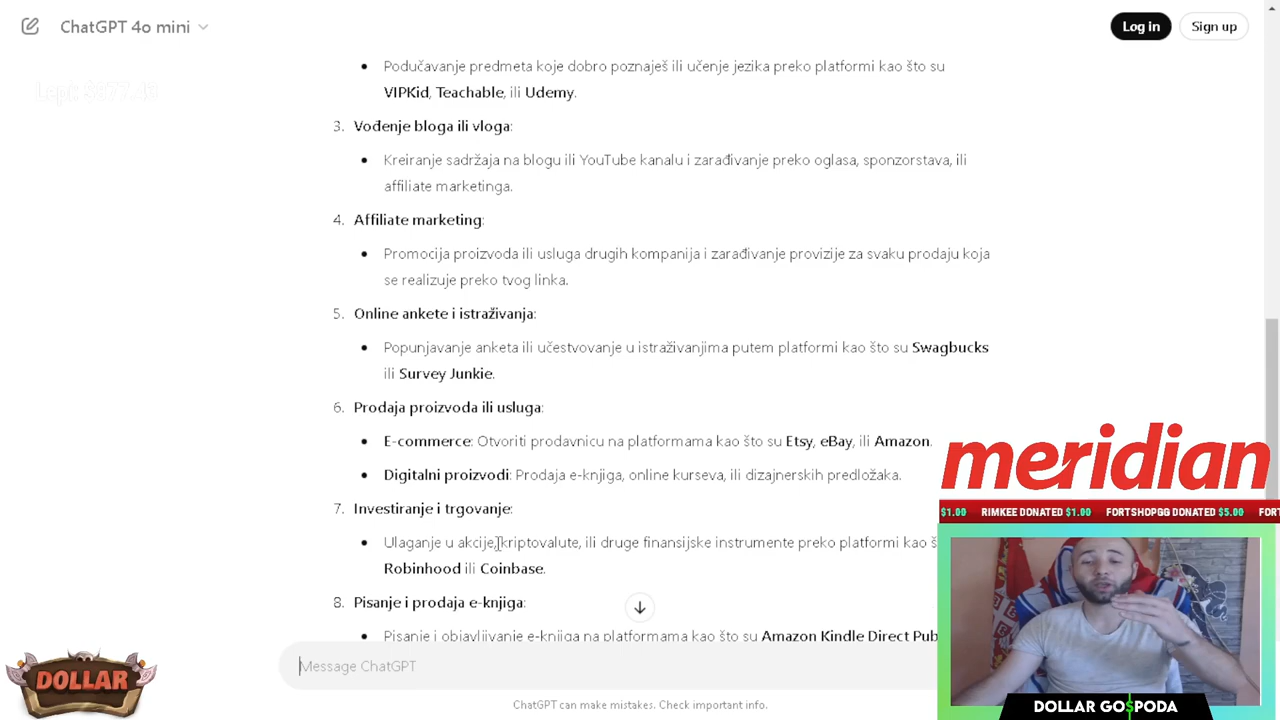 ChatGPT 4o mini
Log in
Sign up
Lepi $377.40
• Podučavanje predmeta koje dobro poznaješ ili učenje jezika preko platformi kao što su
VIPKid, Teachable, ili Udemy.
3. Vođenje bloga ili vloga:
• Kreiranje sadržaja na blogu ili YouTube kanalu i zarađivanje preko oglasa, sponzorstava, ili
affiliate marketinga.
4. Affiliate marketing:
• Promocija proizvoda ili usluga drugih kompanija i zarađivanje provizije za svaku prodaju koja
se realizuje preko tvog linka.
5. Online ankete i istraživanja:
• Popunjavanje anketa ili učestvovanje u istraživanjima putem platformi kao što su Swagbucks
ili Survey Junkie.
6. Prodaja proizvoda ili usluga:
• E-commerce: Otvoriti prodavnicu na platformama kao što su Etsy, eBay, ili Amazon.
• Digitalni proizvodi: Prodaja e-knjiga, online kurseva, ili dizajnerskih predložaka.
7. Investiranje i trgovanje:
• Ulaganje u akcije, kriptovalute, ili druge finansijske instrumente preko platformi kao
Robinhood ili Coinbase.
8. Pisanje i prodaja e-knjiga:
• Pisanje i objavljivanje e-knjiga na platformama kao što su Amazon Kindle Direct Pub
Message ChatGPT
ChatGPT can make mistakes. Check important info.
meridian
$1.00 RIMKEE DONATED $1.00 FORTSHOPGG DONATED $5.00 FORT
DOLLAR
DOLLAR GO$PODA